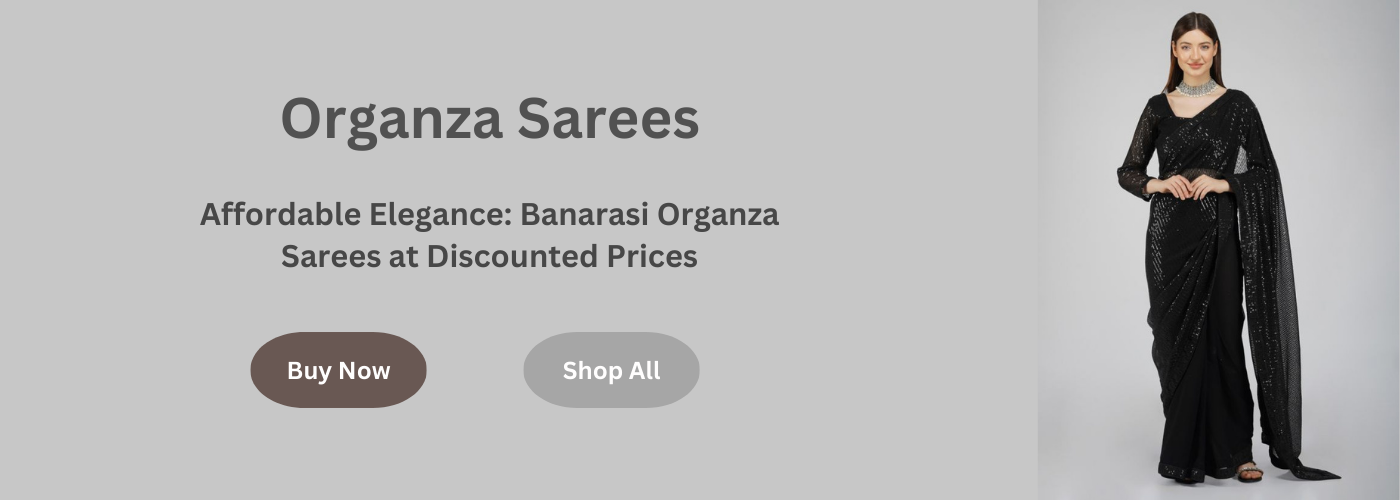 Organza Sarees
Affordable Elegance: Banarasi Organza
Sarees at Discounted Prices
Buy Now
Shop All